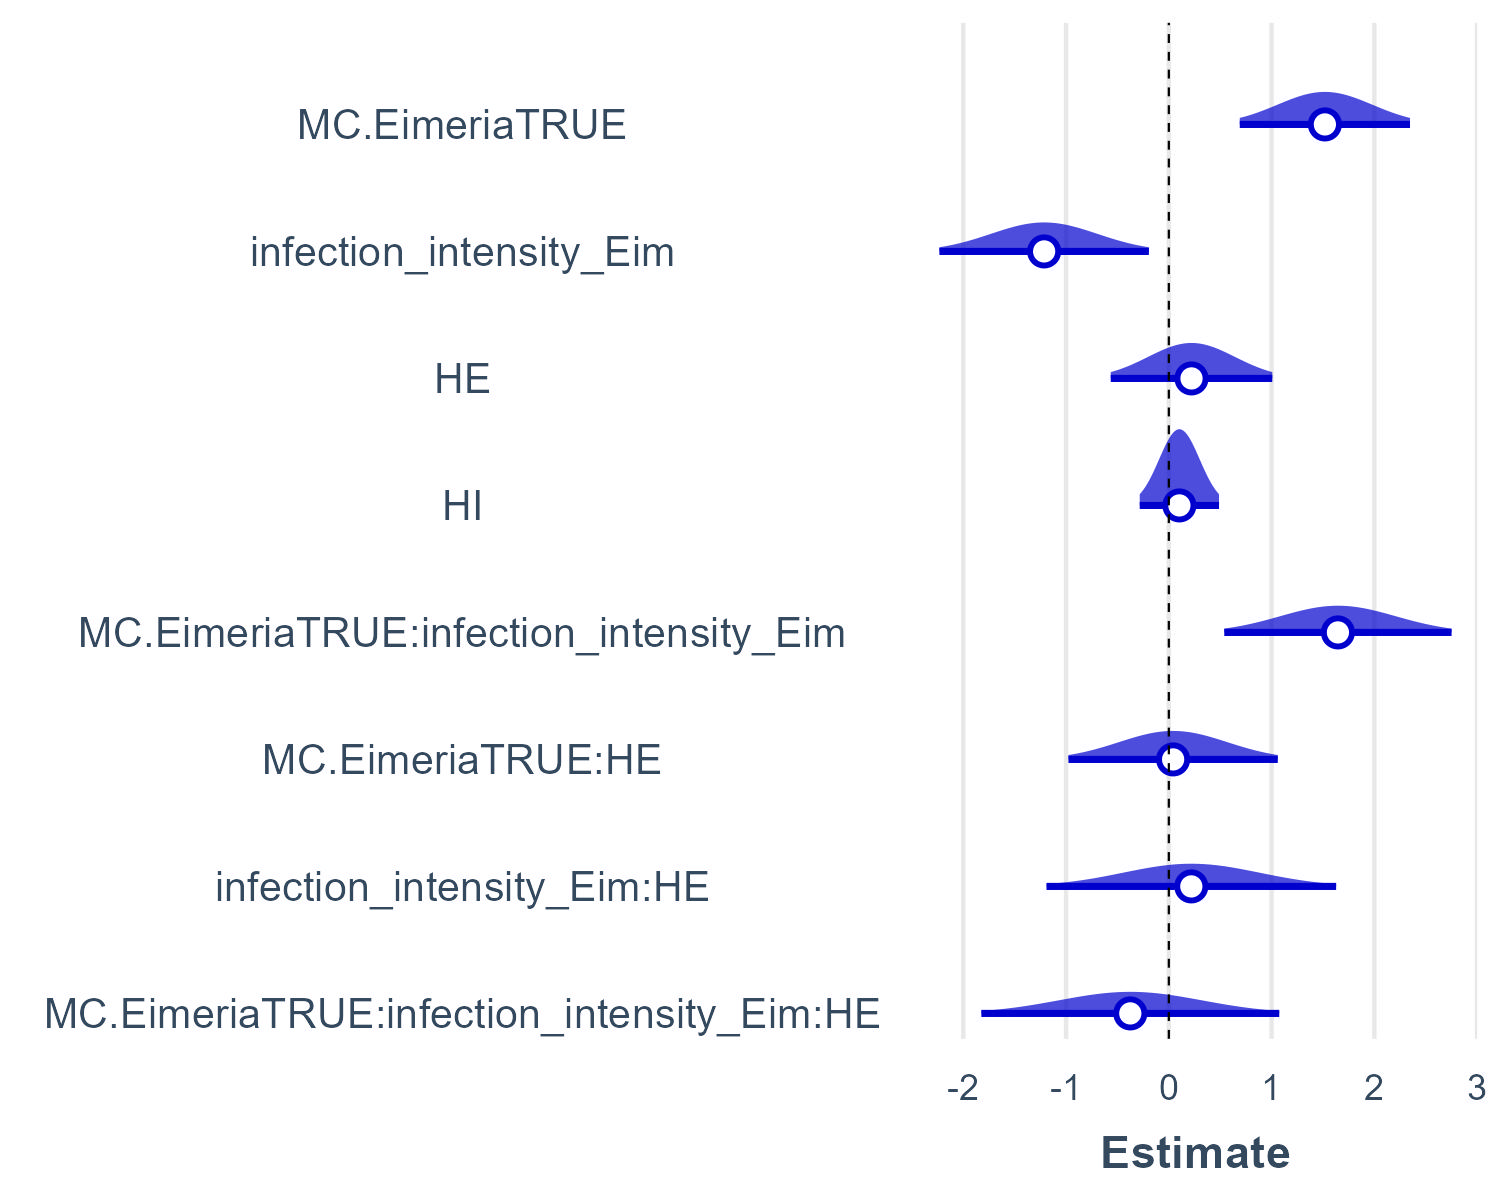 MC.EimeriaTRUE
infection_intensity_Eim
HE
HI
MC.EimeriaTRUE:infection_intensity_Eim
MC.EimeriaTRUE:HE
infection_intensity_Eim:HE
MC.EimeriaTRUE:infection_intensity_Eim:HE
-2 -1 0 1 2 3
Estimate